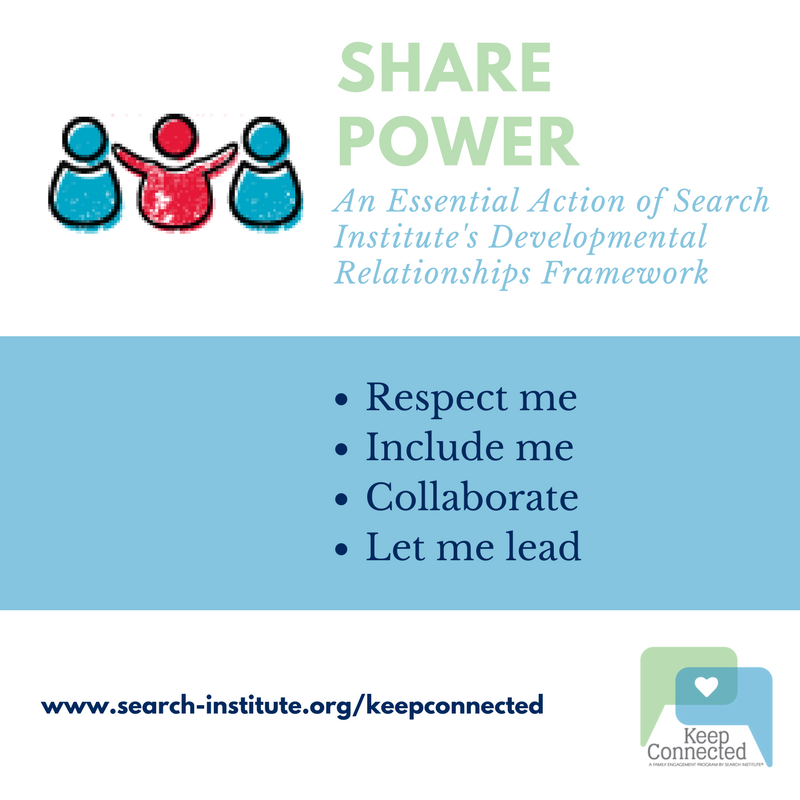 SHARE
POWER
An Essential Action of Search
Institute's Developmental
Relationships Framework
• Respect me
• Include me
• Collaborate
• Let me lead
www.search-institute.org/keepconnected
Keep
Connected
A FAMILY ENGAGEMENT PROGRAM BY SEARCH INSTITUTE®